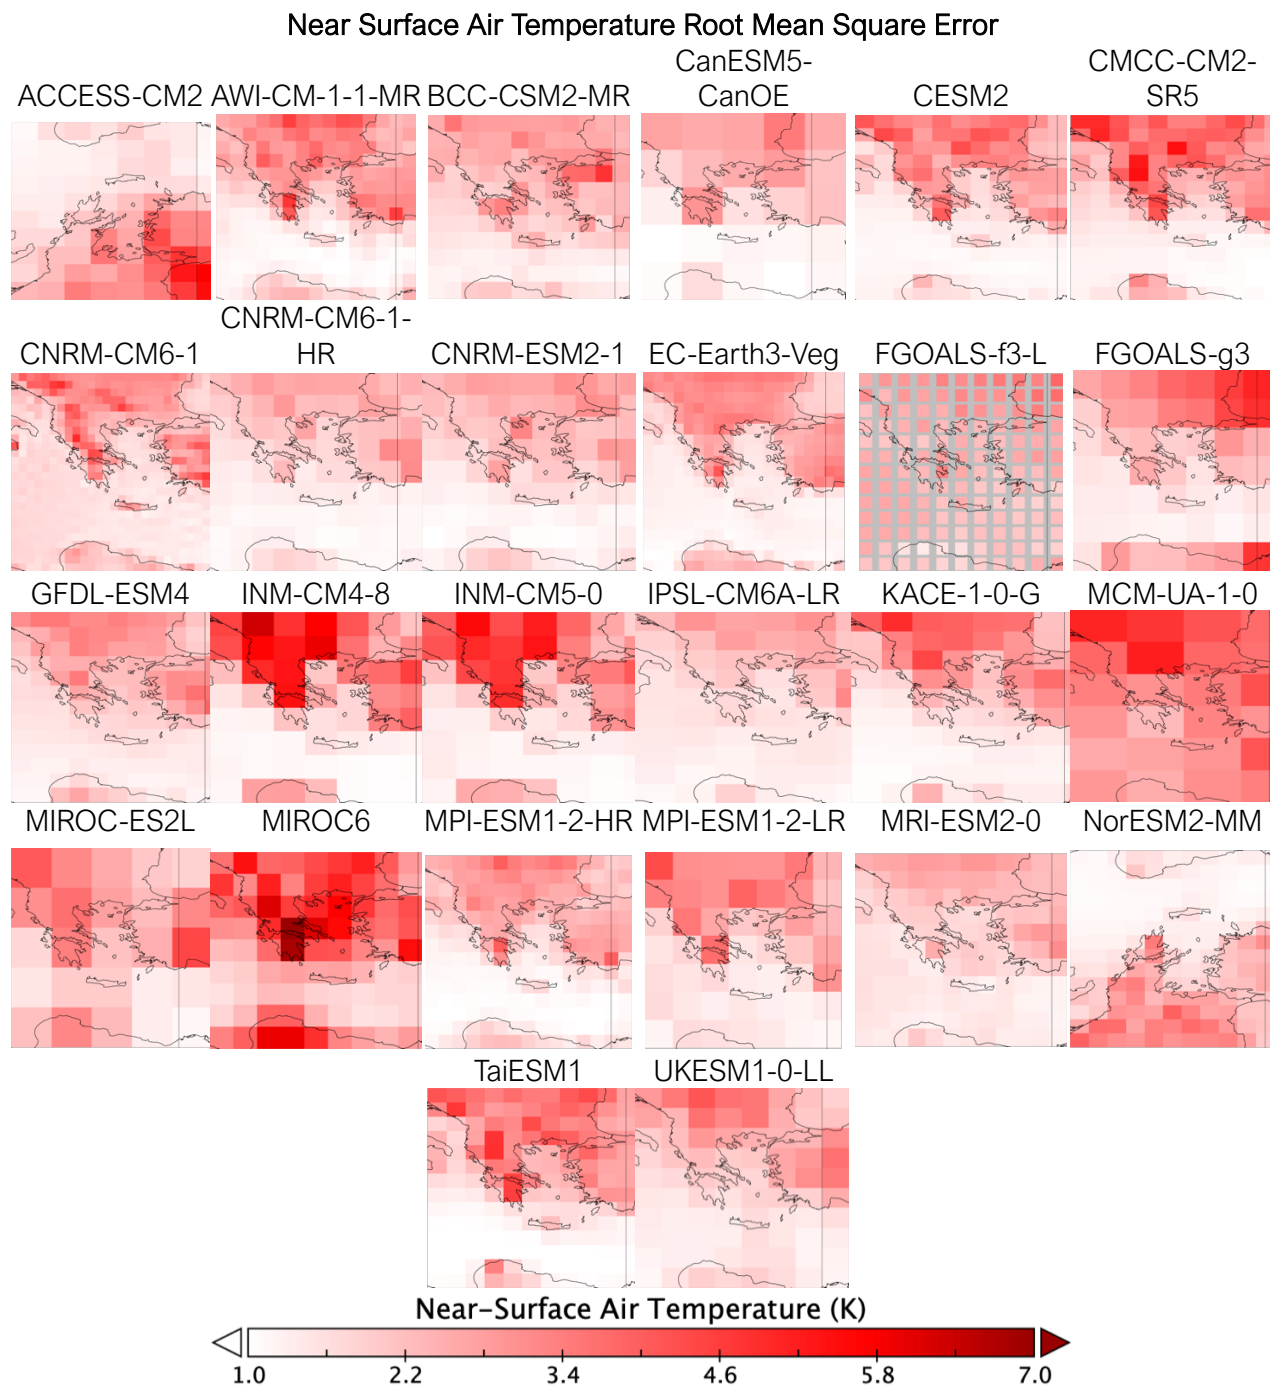 Near Surface Air Temperature Root Mean Square Error
ACCESS-CM2
AWI-CM-1-1-MR
BCC-CSM2-MR
CanESM5-
CanOE
CESM2
CMCC-CM2-
SR5
CNRM-CM6-1
CNRM-CM6-1-
HR
CNRM-ESM2-1
EC-Earth3-Veg
FGOALS-f3-L
FGOALS-g3
GFDL-ESM4
INM-CM4-8
INM-CM5-0
IPSL-CM6A-LR
KACE-1-0-G
MCM-UA-1-0
MIROC-ES2L
MIROC6
MPI-ESM1-2-HR
MPI-ESM1-2-LR
MRI-ESM2-0
NorESM2-MM
TaiESM1
UKESM1-0-LL
Near-Surface Air Temperature (K)
1.0 2.2 3.4 4.6 5.8 7.0